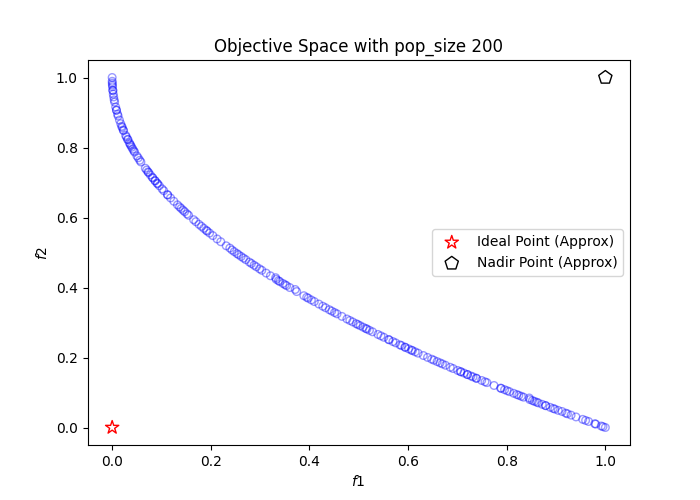 Objective Space with pop_size 200
f2
1.0
0.8
0.6
0.4
0.2
0.0
Ideal Point (Approx)
Nadir Point (Approx)
0.0 0.2 0.4 0.6 0.8 1.0
f1